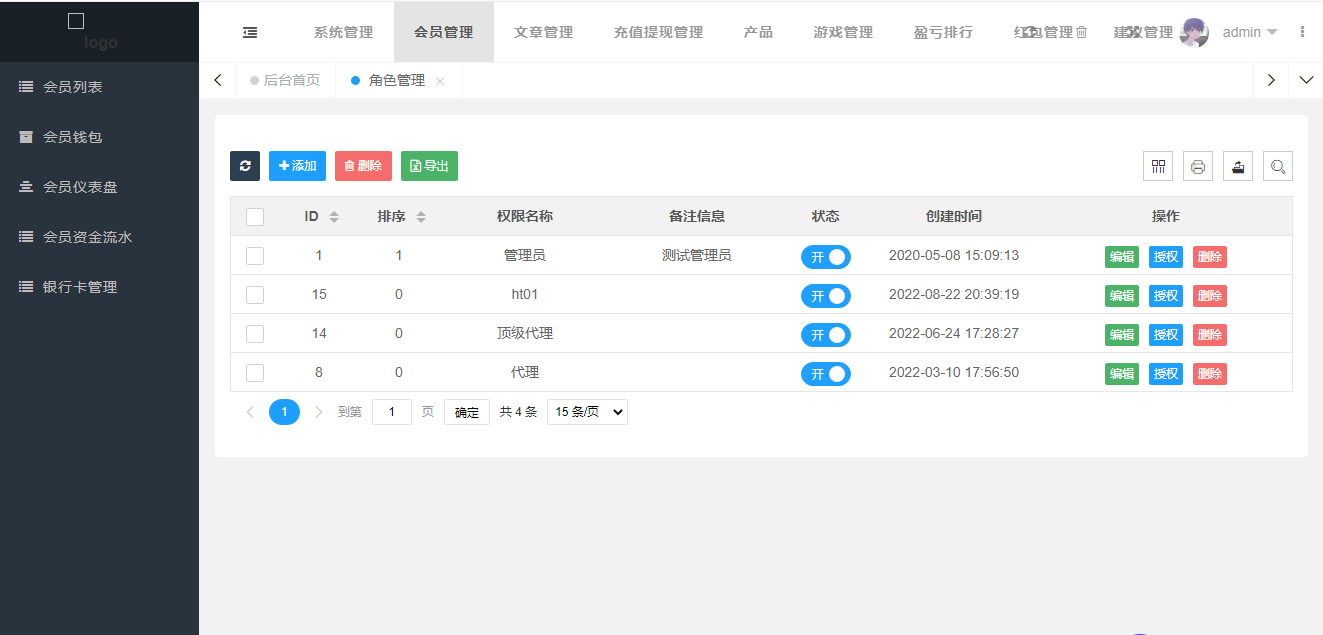 logo
系统管理 会员管理 文章管理 充值提现管理 产品 游戏管理 盈亏排行 红包管理 建议管理 admin
后台首页 角色管理
会员列表
会员钱包
会员仪表盘
会员资金流水
银行卡管理
添加 删除 导出
ID 排序 权限名称 备注信息 状态 创建时间 操作
1 1 管理员 测试管理员 开 2020-05-08 15:09:13 编辑 授权 删除
15 0 ht01 开 2022-08-22 20:39:19 编辑 授权 删除
14 0 顶级代理 开 2022-06-24 17:28:27 编辑 授权 删除
8 0 代理 开 2022-03-10 17:56:50 编辑 授权 删除
1 到第 1 页 确定 共 4 条 15 条/页